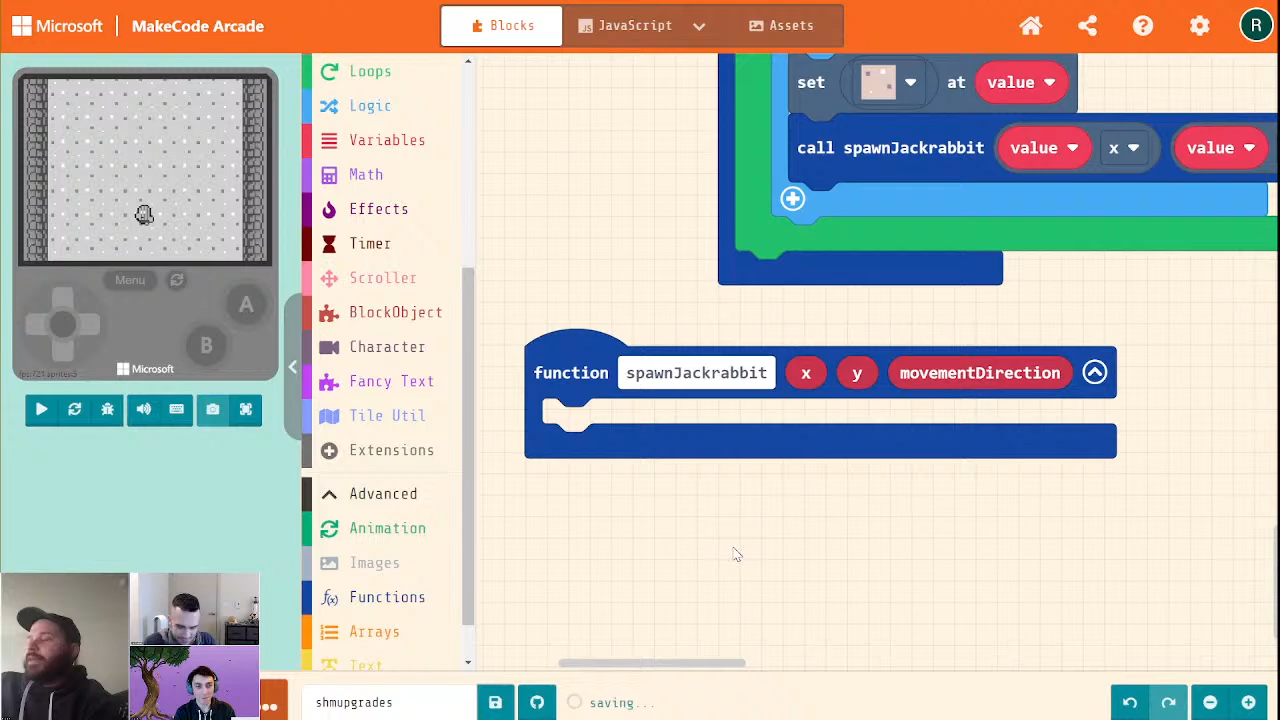 Microsoft MakeCode Arcade Blocks JavaScript Assets R
Loops
Logic
Variables
Math
Effects
Timer
Scroller
BlockObject
Character
Fancy Text
Tile Util
Extensions
Advanced
Animation
Images
Functions
Arrays
Text
set at value
call spawnJackrabbit value x value
function spawnJackrabbit x y movementDirection
Menu
A
B
Microsoft
shmupgrades saving...